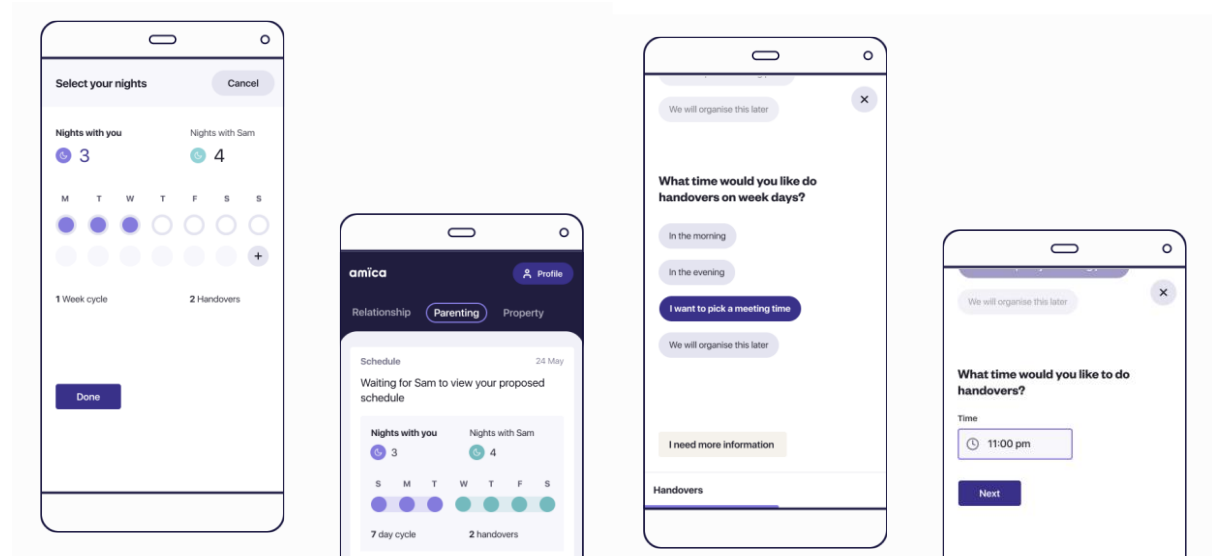 Select your nights
Cancel
Nights with you
Nights with Sam
3
4
M T W T F S S
+
1 Week cycle
2 Handovers
Done
amica
Profile
Relationship
Parenting
Property
Schedule
24 May
Waiting for Sam to view your proposed
schedule
Nights with you
Nights with Sam
3
4
S M T W T F S
7 day cycle
2 handovers
We will organise this later
What time would you like do
handovers on week days?
In the morning
In the evening
I want to pick a meeting time
We will organise this later
I need more information
Handovers
We will organise this later
What time would you like to do
handovers?
Time
11:00 pm
Next